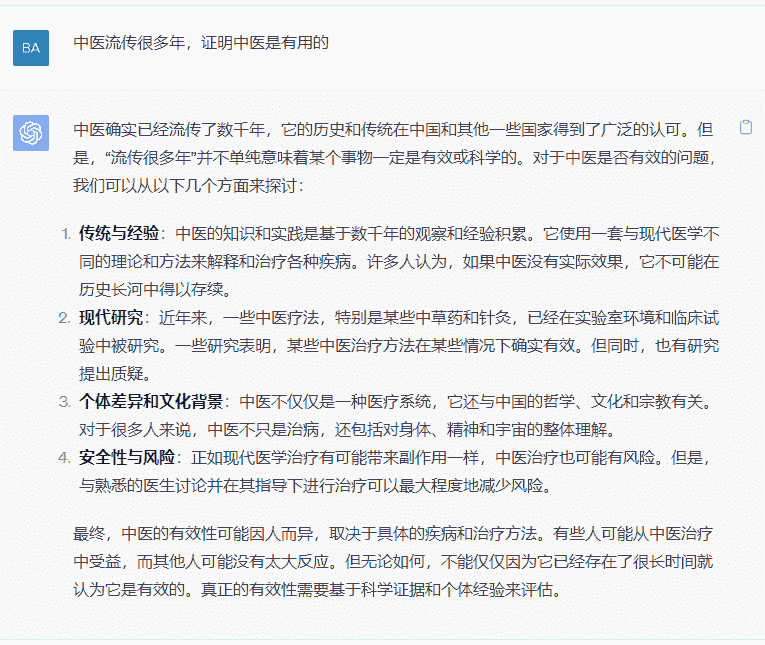 BA
中医流传很多年，证明中医是有用的
中医确实已经流传了数千年，它的历史和传统在中国和其他一些国家得到了广泛的认可。但
是，“流传很多年”并不单纯意味着某个事物一定是有效或科学的。对于中医是否有效的问题，
我们可以从以下几个方面来探讨：
1. 传统与经验：中医的知识和实践是基于数千年的观察和经验积累。它使用一套与现代医学不
同的理论和方法来解释和治疗各种疾病。许多人认为，如果中医没有实际效果，它不可能在
历史长河中得以存续。
2. 现代研究：近年来，一些中医疗法，特别是某些中草药和针灸，已经在实验室环境和临床试
验中被研究。一些研究表明，某些中医治疗方法在某些情况下确实有效。但同时，也有研究
提出质疑。
3. 个体差异和文化背景：中医不仅仅是一种医疗系统，它还与中国的哲学、文化和宗教有关。
对于很多人来说，中医不只是治病，还包括对身体、精神和宇宙的整体理解。
4. 安全性与风险：正如现代医学治疗有可能带来副作用一样，中医治疗也可能有风险。但是，
与熟悉的医生讨论并在其指导下进行治疗可以最大程度地减少风险。
最终，中医的有效性可能因人而异，取决于具体的疾病和治疗方法。有些人可能从中医治疗
中受益，而其他人可能没有太大反应。但无论如何，不能仅仅因为它已经存在了很长时间就
认为它是有效的。真正的有效性需要基于科学证据和个体经验来评估。